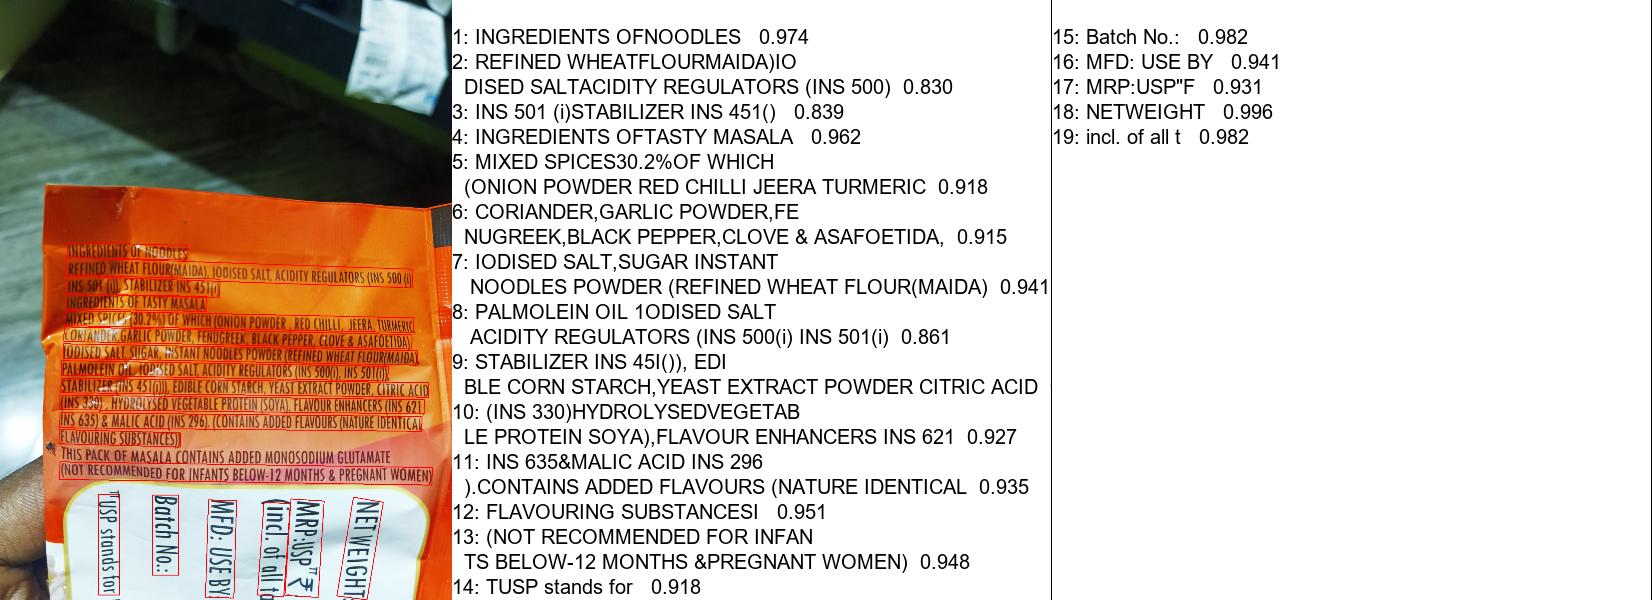 INGREDIENTS OF NOODLES
REFINED WHEAT FLOUR(MAIDA), IODISED SALT, ACIDITY REGULATORS (INS 500 (i)
INS 501 (i)), STABILIZER INS 451(i)
INGREDIENTS OF TASTY MASALA
MIXED SPICES (30.2%) OF WHICH (ONION POWDER , RED CHILLI, JEERA, TURMERIC
CORIANDER,GARLIC POWDER, FENUGREEK, BLACK PEPPER, CLOVE & ASAFOETIDA),
IODISED SALT, SUGAR, INSTANT NOODLES POWDER (REFINED WHEAT FLOUR(MAIDA),
PALMOLEIN OIL, IODISED SALT, ACIDITY REGULATORS (INS 500(i), INS 501(i)),
STABILIZER (INS 451(i))), EDIBLE CORN STARCH, YEAST EXTRACT POWDER, CITRIC ACID
(INS 330) , HYDROLYSED VEGETABLE PROTEIN (SOYA), FLAVOUR ENHANCERS (INS 621
INS 635) & MALIC ACID (INS 296). (CONTAINS ADDED FLAVOURS (NATURE IDENTICAL
FLAVOURING SUBSTANCES))
THIS PACK OF MASALA CONTAINS ADDED MONOSODIUM GLUTAMATE
(NOT RECOMMENDED FOR INFANTS BELOW-12 MONTHS & PREGNANT WOMEN)
NET WEIGHT:
MRP:USP"₹
(incl. of all t
MFD: USE BY
Batch No.:
"USP stands for
1: INGREDIENTS OFNOODLES 0.974
2: REFINED WHEATFLOURMAIDA)IO
DISED SALTACIDITY REGULATORS (INS 500) 0.830
3: INS 501 (i)STABILIZER INS 451() 0.839
4: INGREDIENTS OFTASTY MASALA 0.962
5: MIXED SPICES30.2%OF WHICH
(ONION POWDER RED CHILLI JEERA TURMERIC 0.918
6: CORIANDER,GARLIC POWDER,FE
NUGREEK,BLACK PEPPER,CLOVE & ASAFOETIDA, 0.915
7: IODISED SALT,SUGAR INSTANT
NOODLES POWDER (REFINED WHEAT FLOUR(MAIDA) 0.941
8: PALMOLEIN OIL 1ODISED SALT
ACIDITY REGULATORS (INS 500(i) INS 501(i) 0.861
9: STABILIZER INS 45I()), EDI
BLE CORN STARCH,YEAST EXTRACT POWDER CITRIC ACID
10: (INS 330)HYDROLYSEDVEGETAB
LE PROTEIN SOYA),FLAVOUR ENHANCERS INS 621 0.927
11: INS 635&MALIC ACID INS 296
).CONTAINS ADDED FLAVOURS (NATURE IDENTICAL 0.935
12: FLAVOURING SUBSTANCESI 0.951
13: (NOT RECOMMENDED FOR INFAN
TS BELOW-12 MONTHS &PREGNANT WOMEN) 0.948
14: TUSP stands for 0.918
15: Batch No.: 0.982
16: MFD: USE BY 0.941
17: MRP:USP"F 0.931
18: NETWEIGHT 0.996
19: incl. of all t 0.982